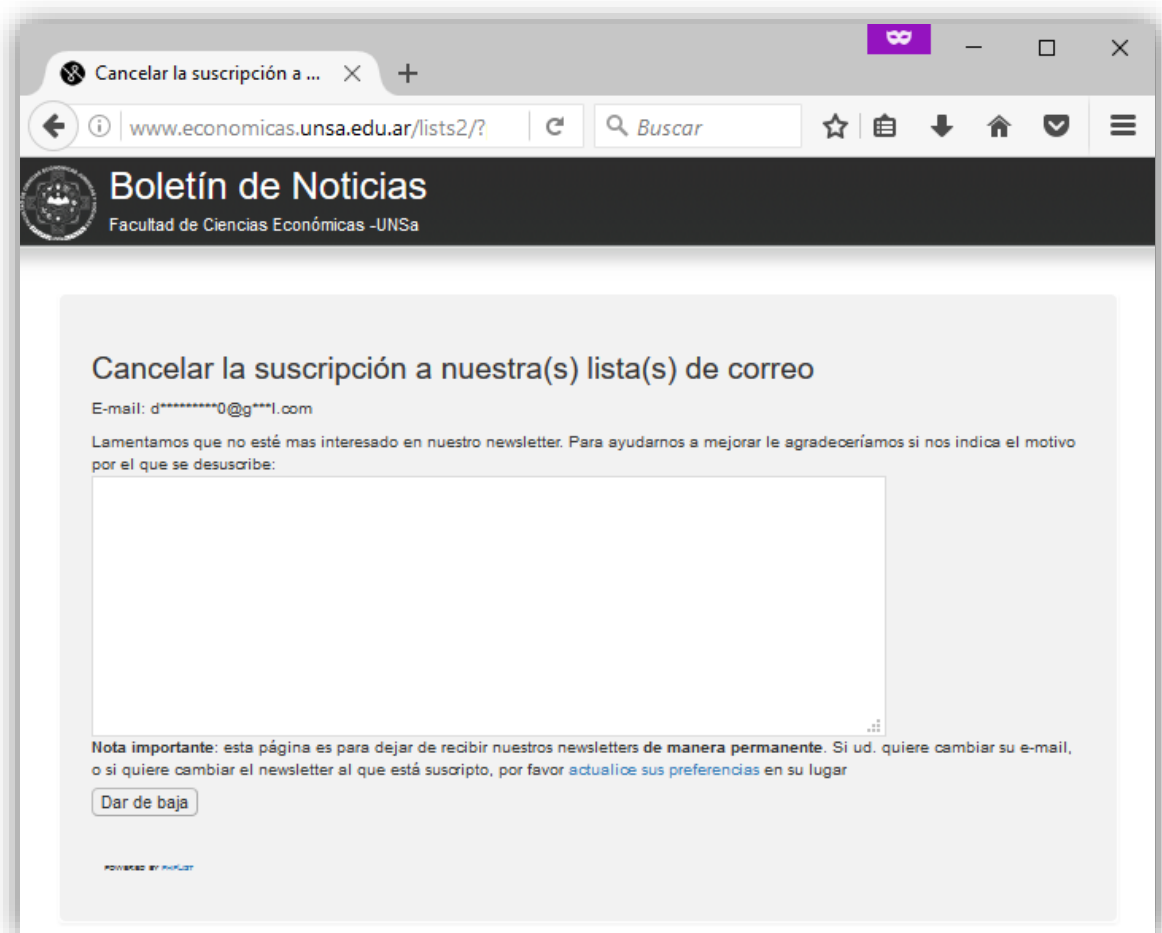 Cancelar la suscripción a ...
www.economicas.unsa.edu.ar/lists2/?
Buscar
Boletín de Noticias
Facultad de Ciencias Económicas -UNSa
Cancelar la suscripción a nuestra(s) lista(s) de correo
E-mail: d*********0@g***l.com
Lamentamos que no esté mas interesado en nuestro newsletter. Para ayudarnos a mejorar le agradeceríamos si nos indica el motivo
por el que se desuscribe:
Nota importante: esta página es para dejar de recibir nuestros newsletters de manera permanente. Si ud. quiere cambiar su e-mail,
o si quiere cambiar el newsletter al que está suscripto, por favor actualice sus preferencias en su lugar
Dar de baja
POWERED BY PHPLIST